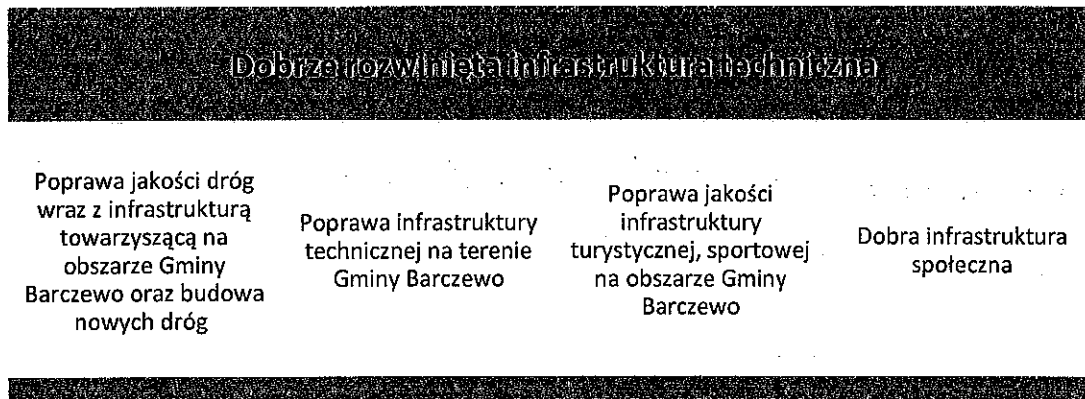 Dobrze rozwinięta infrastruktura techniczna
Poprawa jakości dróg
wraz z infrastrukturą
towarzyszącą na
obszarze Gminy
Barczewo oraz budowa
nowych dróg
Poprawa infrastruktury
technicznej na terenie
Gminy Barczewo
Poprawa jakości
infrastruktury
turystycznej, sportowej
na obszarze Gminy
Barczewo
Dobra infrastruktura
społeczna